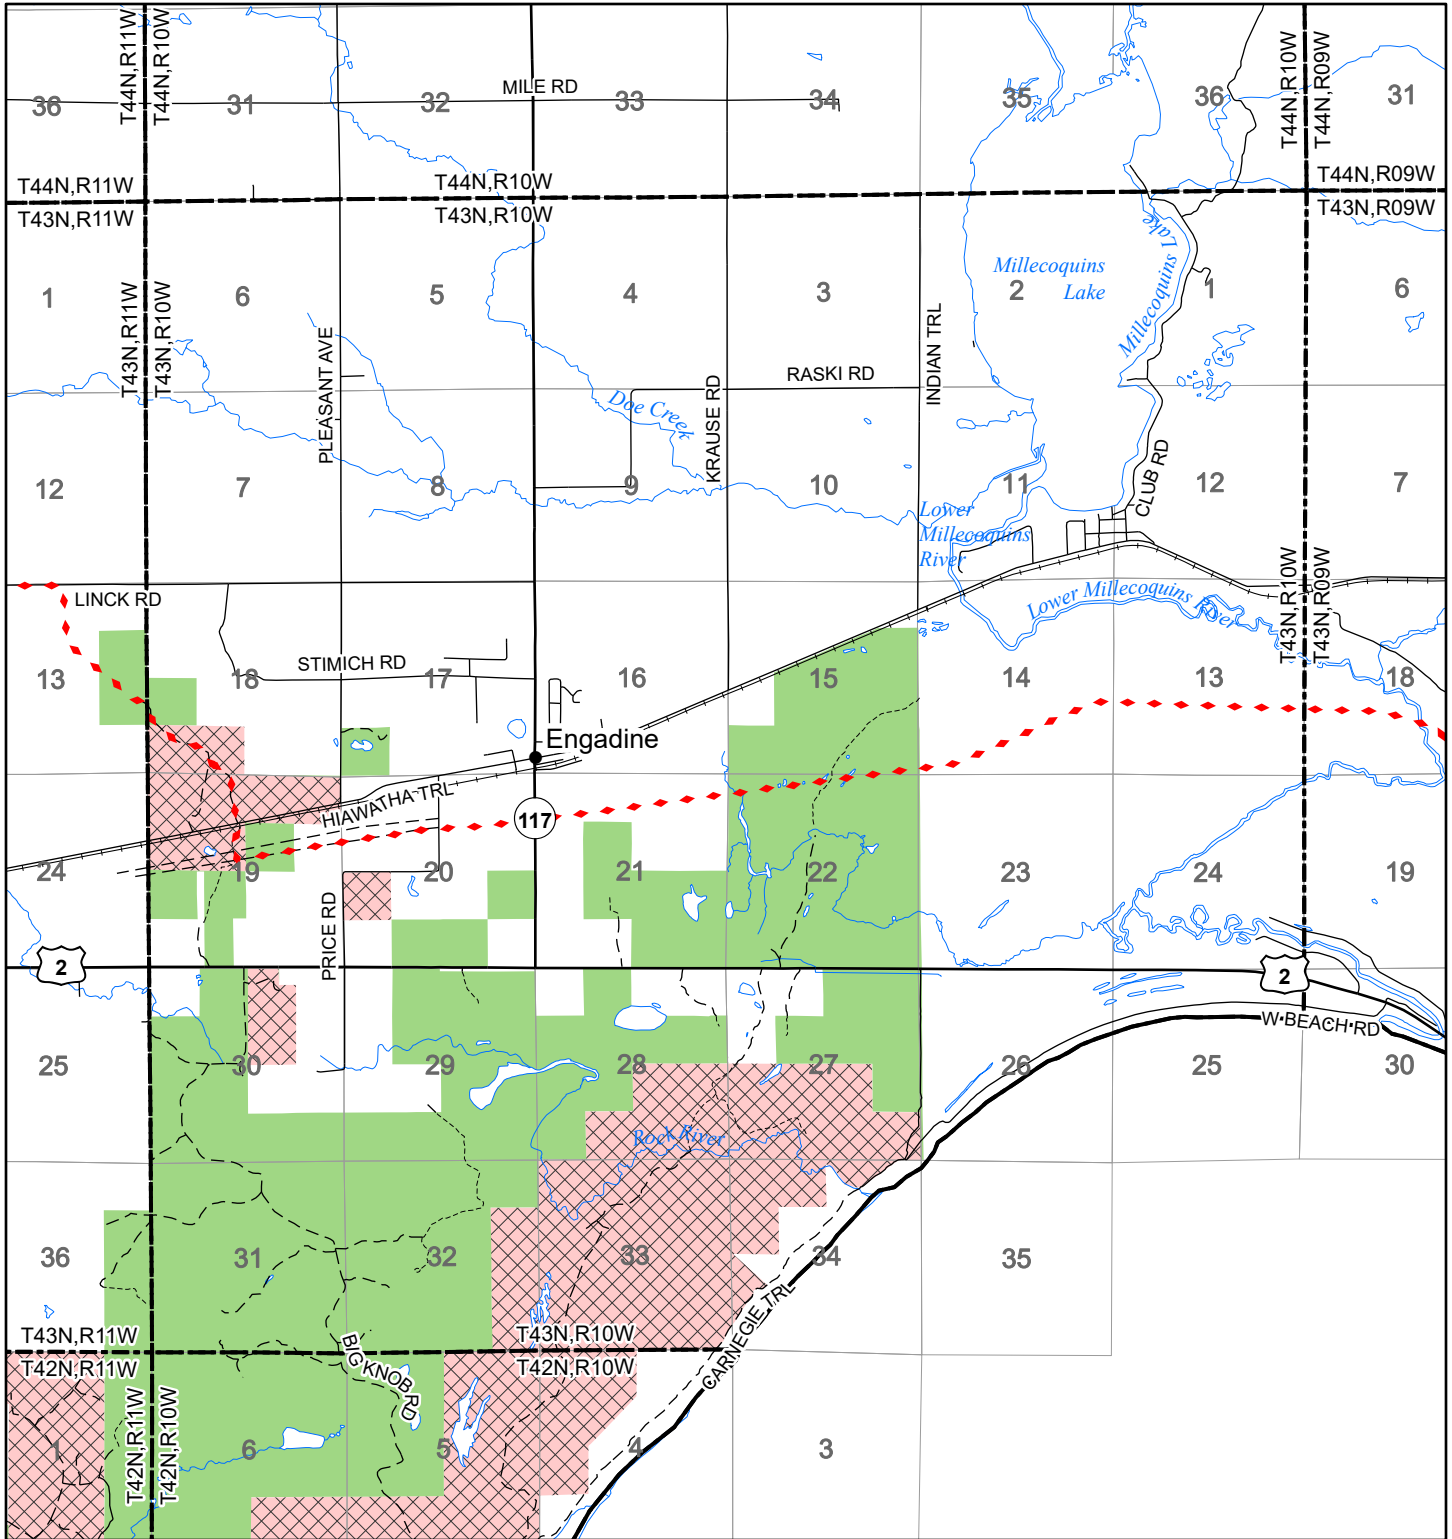 T44N,R11W
T44N,R10W
T44N,R10W
T44N,R09W
36
31
32
MILE RD
33
34
35
36
31
T44N,R11W
T43N,R11W
T44N,R10W
T43N,R10W
T44N,R09W
T43N,R09W
1
6
5
4
3
Millecoquins
Lake
2
Millecoquins Lake
1
6
T43N,R11W
T43N,R10W
PLEASANT AVE
Doe Creek
KRAUSE RD
RASKI RD
INDIAN TRL
12
7
8
9
10
11
CLUB RD
12
7
Lower
Millecoquins
River
LINCK RD
Lower Millecoquins River
T43N,R10W
T43N,R09W
13
18
STIMICH RD
17
16
15
14
13
18
Engadine
HIAWATHA TRL
117
24
19
20
21
22
23
24
19
PRICE RD
2
2
W BEACH RD
25
30
29
28
27
26
25
30
Rock River
36
31
32
33
34
35
T43N,R11W
T42N,R11W
BIG KNOB RD
T43N,R10W
T42N,R10W
CARNEGIE TRL
T42N,R11W
T42N,R10W
1
6
5
4
3